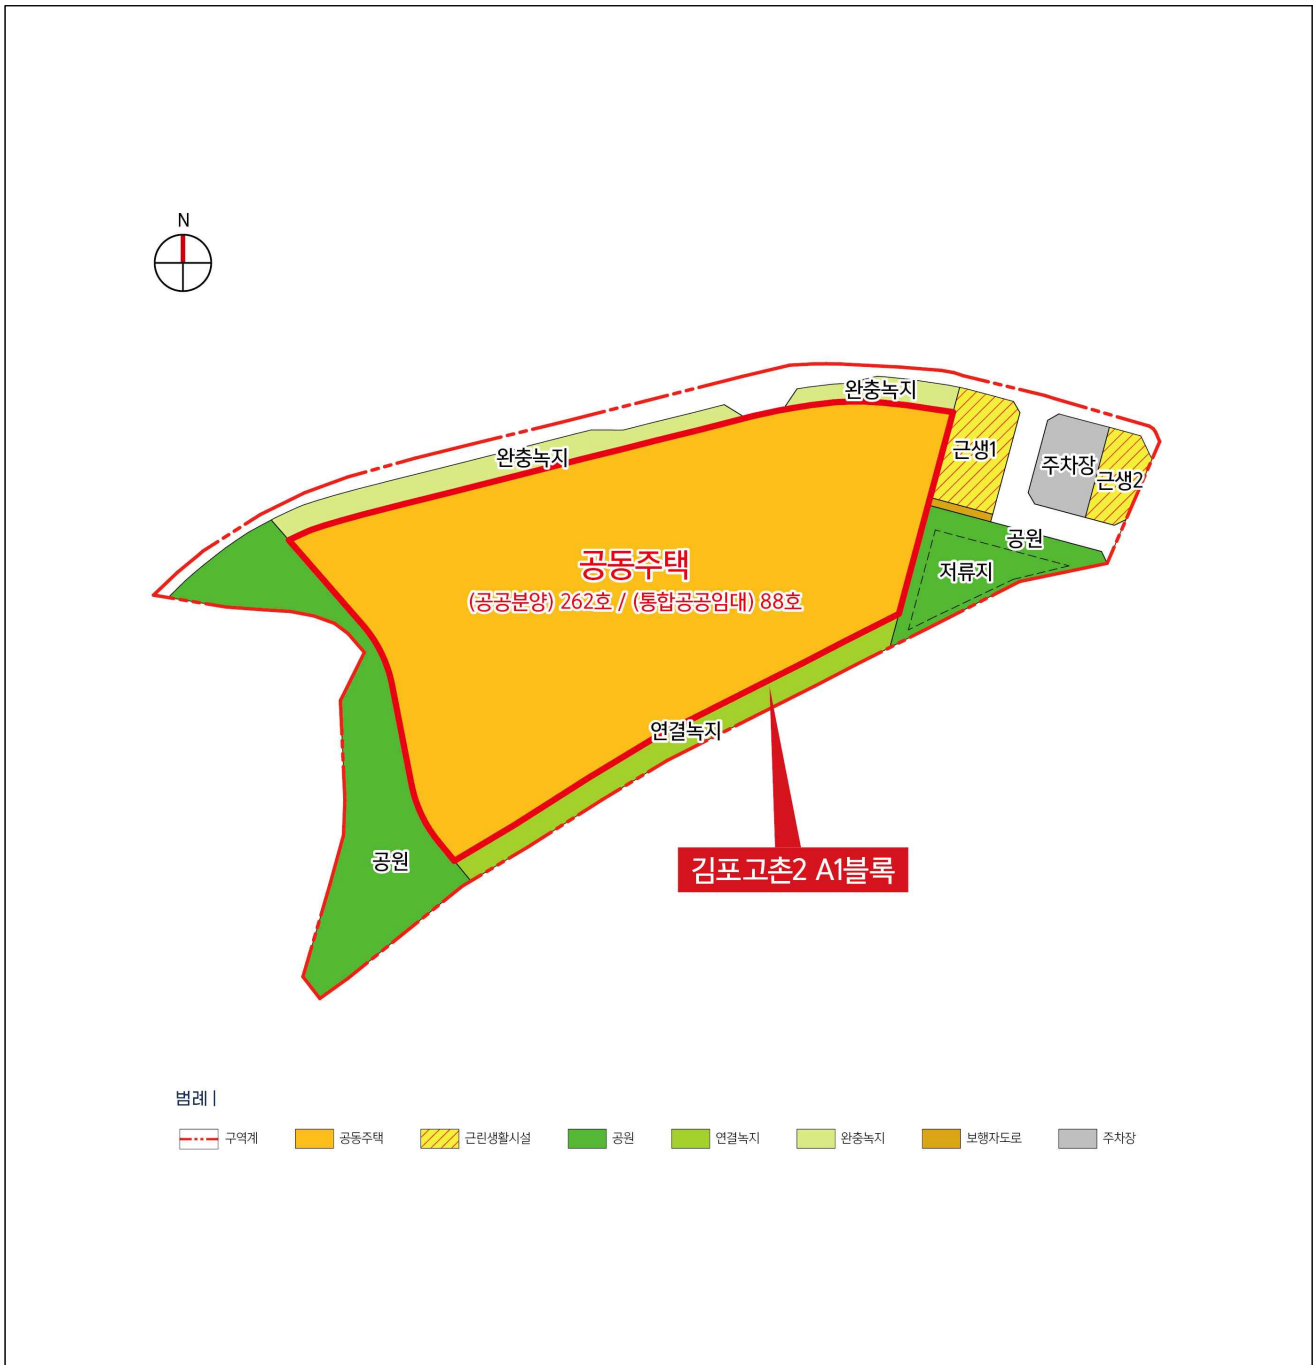 N
완충녹지
완충녹지
근생1
주차장
근생2
공원
저류지
공동주택
(공공분양) 262호 / (통합공공임대) 88호
연결녹지
공원
김포고촌2 A1블록
범례 |
구역계
공동주택
근린생활시설
공원
연결녹지
완충녹지
보행자도로
주차장